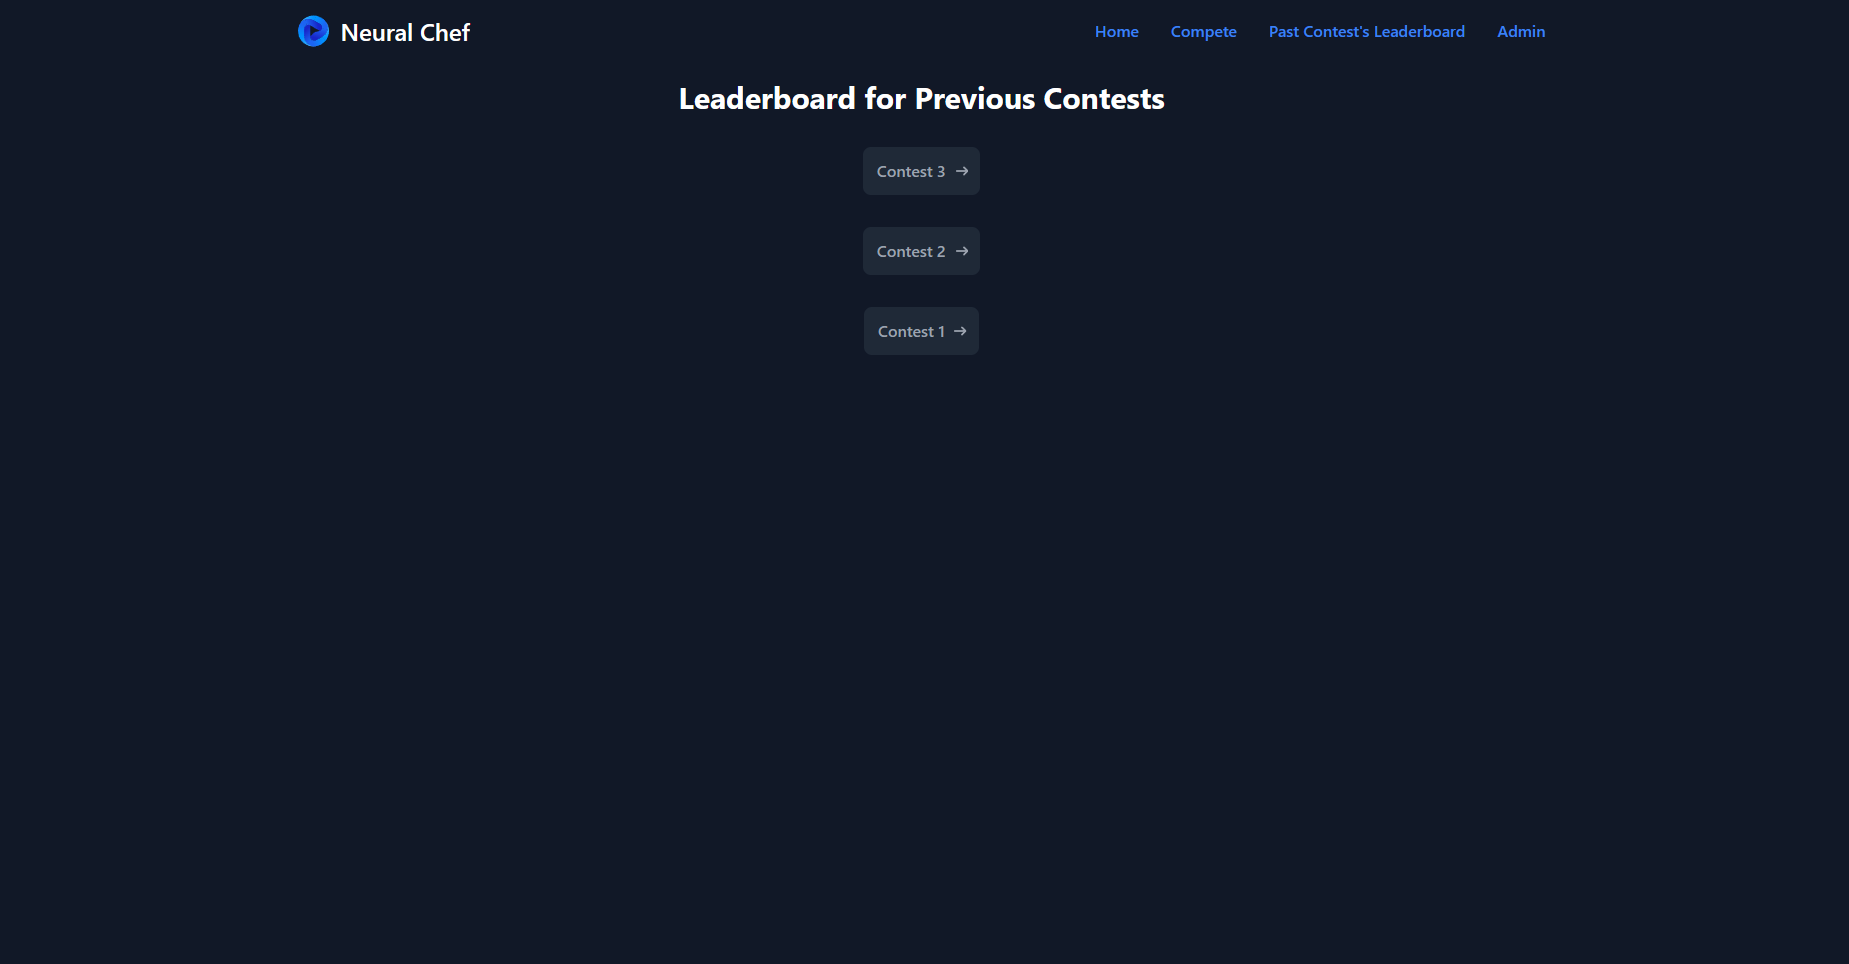 Neural Chef
Home Compete Past Contest's Leaderboard Admin
Leaderboard for Previous Contests
Contest 3 →
Contest 2 →
Contest 1 →